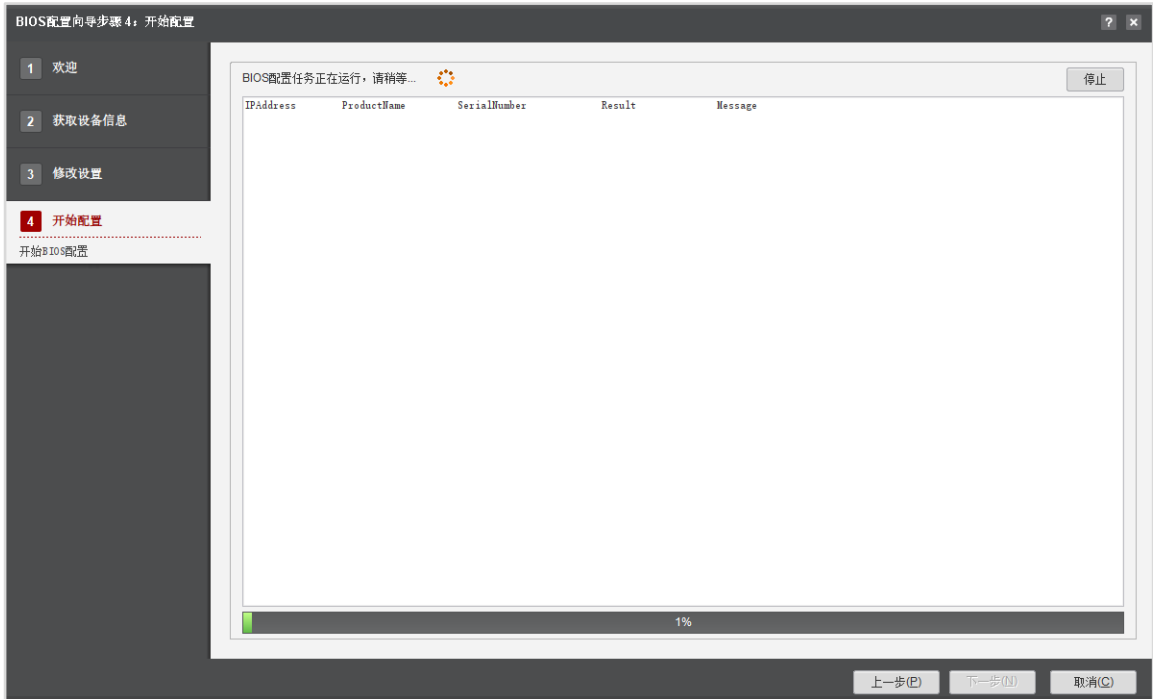 BIOS配置向导步骤 4：开始配置
? ×
1 欢迎
2 获取设备信息
3 修改设置
4 开始配置
开始BIOS配置
BIOS配置任务正在运行，请稍等...
停止
IPAddress ProductName SerialNumber Result Message
1%
上一步(P) 下一步(N) 取消(C)